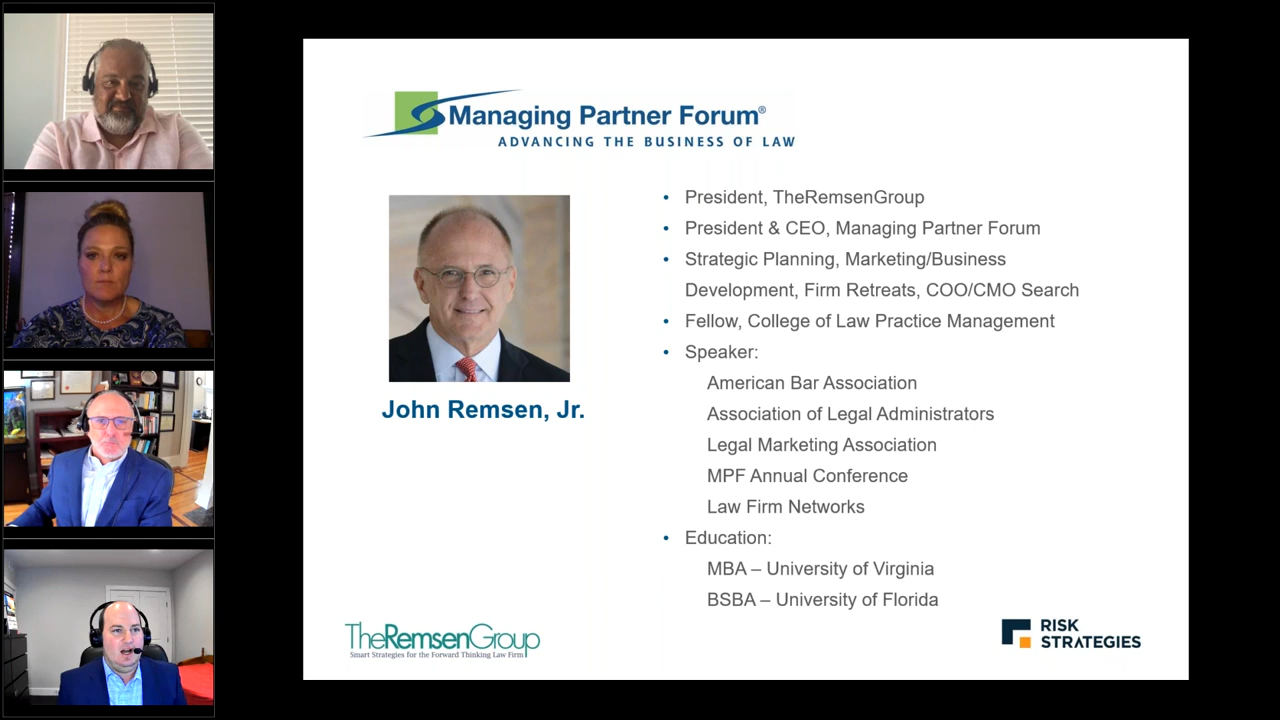 Managing Partner Forum®
ADVANCING THE BUSINESS OF LAW
John Remsen, Jr.
• President, TheRemsenGroup
• President & CEO, Managing Partner Forum
• Strategic Planning, Marketing/Business
Development, Firm Retreats, COO/CMO Search
• Fellow, College of Law Practice Management
• Speaker:
American Bar Association
Association of Legal Administrators
Legal Marketing Association
MPF Annual Conference
Law Firm Networks
• Education:
MBA – University of Virginia
BSBA – University of Florida
TheRemsenGroup
Smart Strategies for the Forward Thinking Law Firm
RISK
STRATEGIES